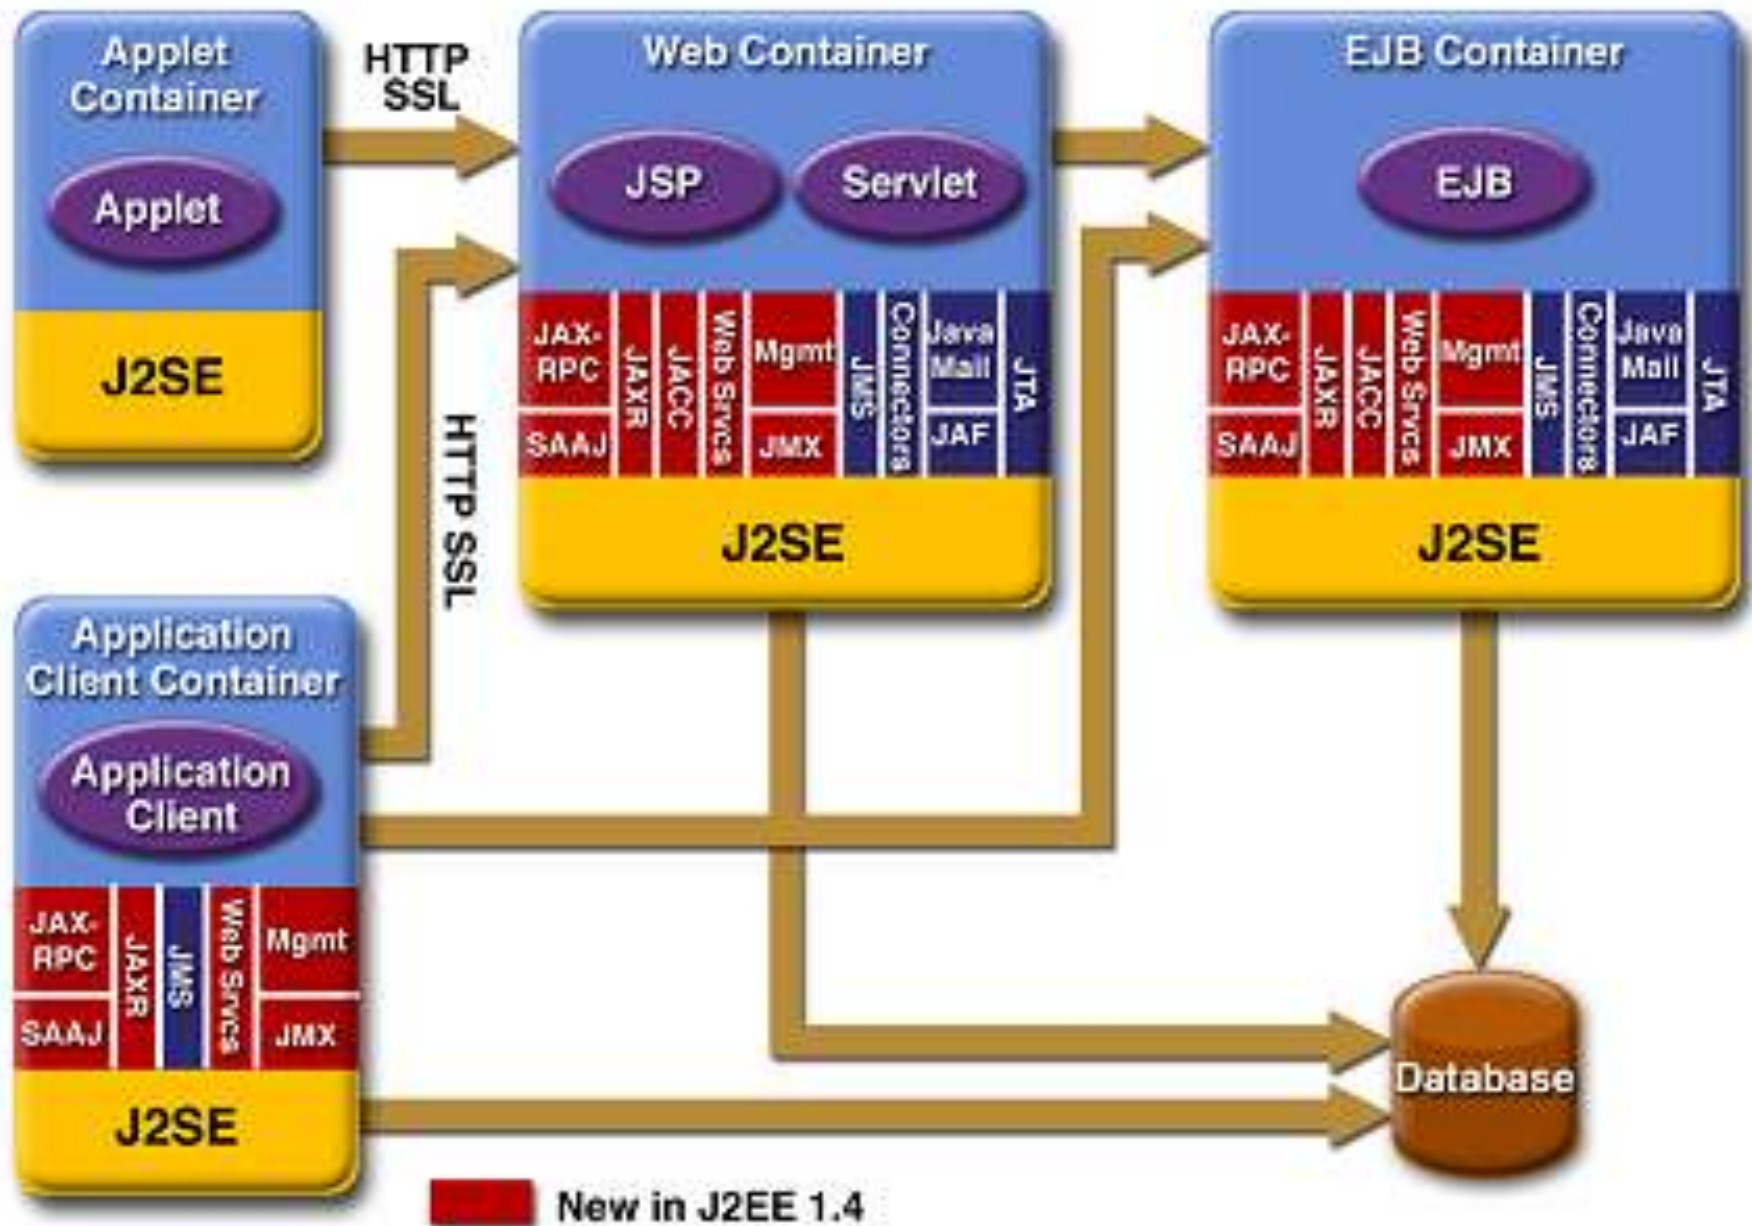 Applet
Container
Applet
J2SE
HTTP
SSL
Web Container
JSP
Servlet
JAX-
RPC
SAAJ
JAXR
JACC
Web Srvcs
Mgmt
JMX
JMS
Connectors
Java
Mail
JAF
JTA
J2SE
EJB Container
EJB
JAX-
RPC
SAAJ
JAXR
JACC
Web Srvcs
Mgmt
JMX
JMS
Connectors
Java
Mail
JAF
JTA
J2SE
HTTP SSL
Application
Client Container
Application
Client
JAX-
RPC
SAAJ
JAXR
JMS
Web Srvcs
Mgmt
JMX
J2SE
Database
New in J2EE 1.4